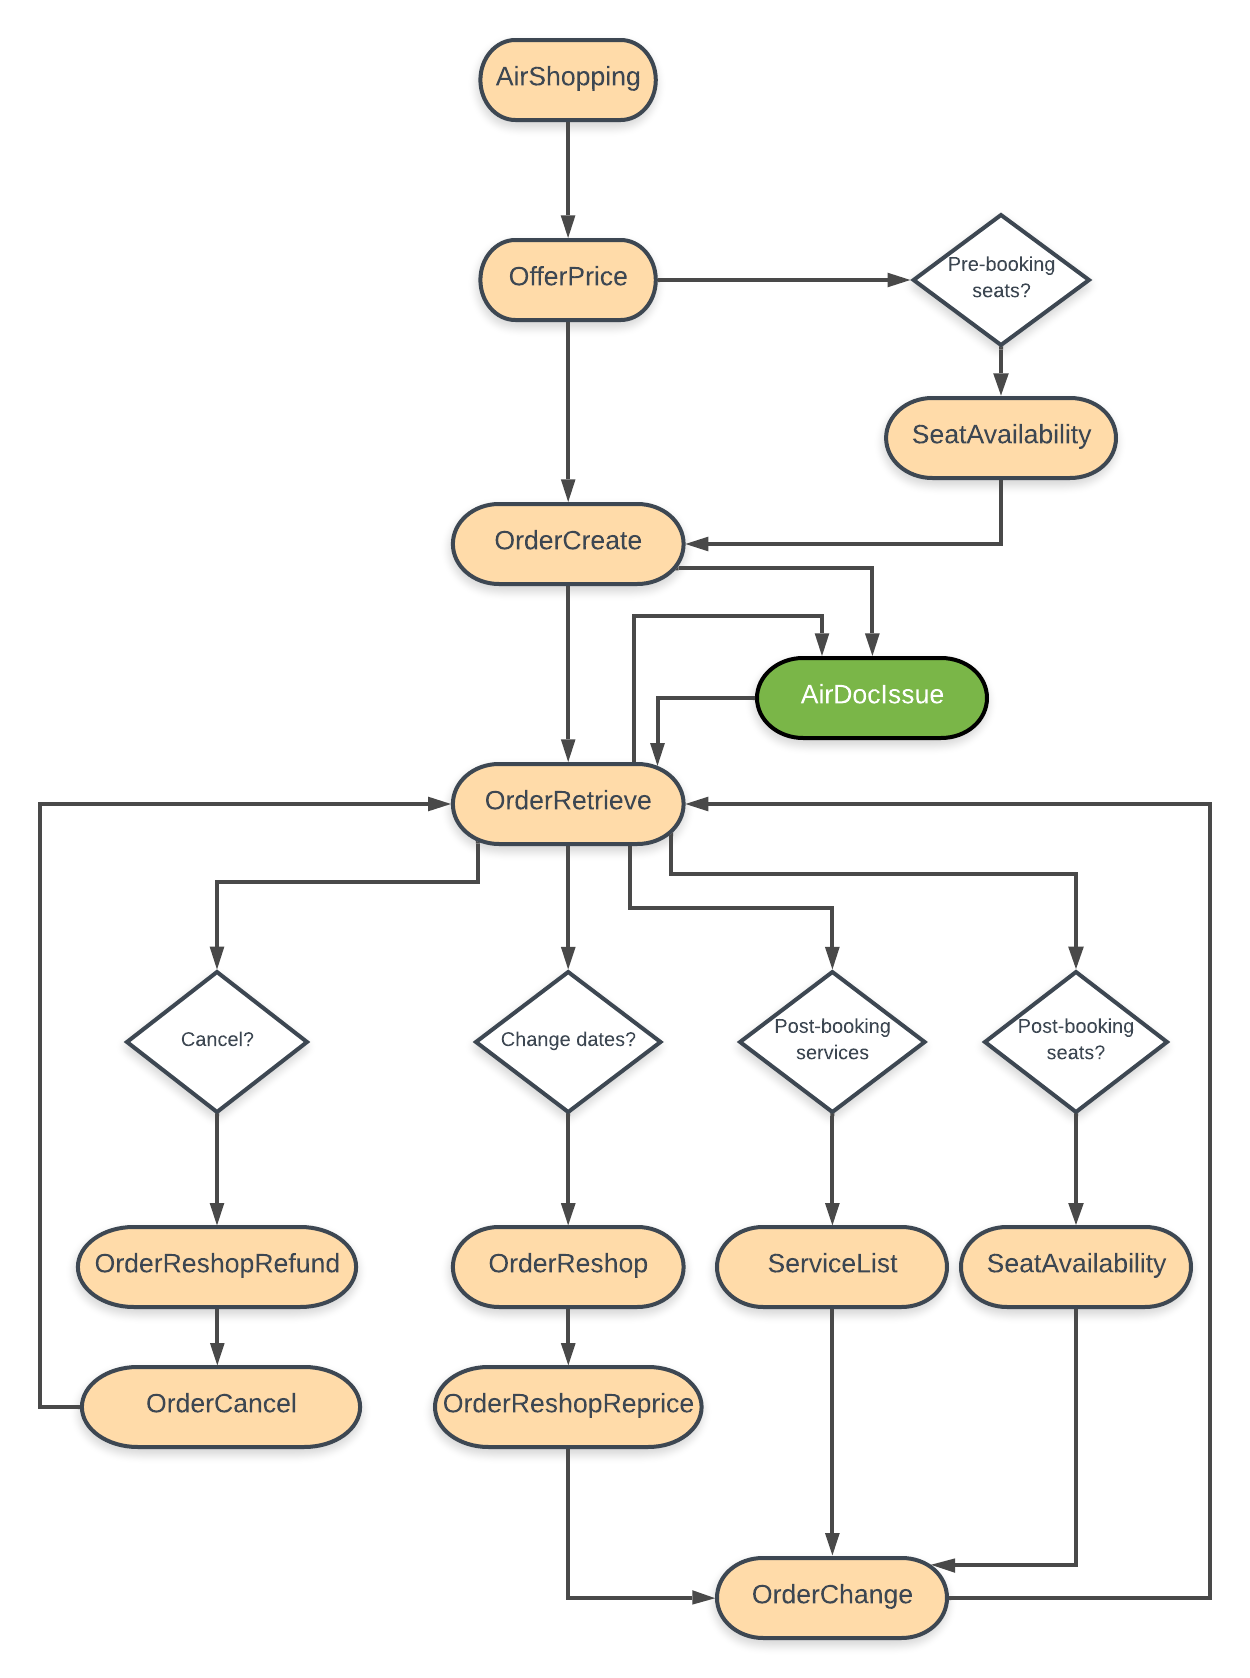 AirShopping
OfferPrice
Pre-booking
seats?
SeatAvailability
OrderCreate
AirDocIssue
OrderRetrieve
Cancel?
Change dates?
Post-booking
services
Post-booking
seats?
OrderReshopRefund
OrderReshop
ServiceList
SeatAvailability
OrderCancel
OrderReshopReprice
OrderChange